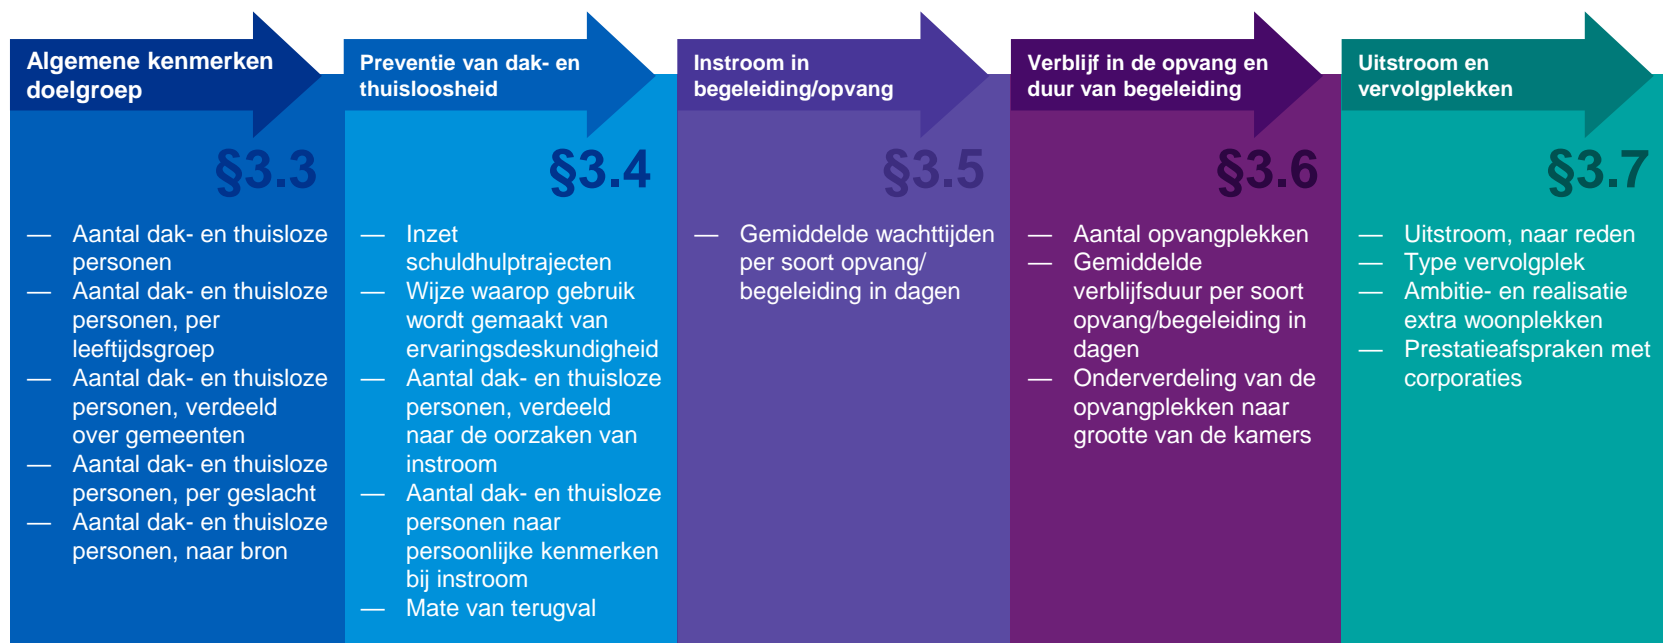 Algemene kenmerken
doelgroep
§3.3
— Aantal dak- en thuisloze
personen
— Aantal dak- en thuisloze
personen, per
leeftijdsgroep
— Aantal dak- en thuisloze
personen, verdeeld
over gemeenten
— Aantal dak- en thuisloze
personen, per geslacht
— Aantal dak- en thuisloze
personen, naar bron
Preventie van dak- en
thuisloosheid
§3.4
— Inzet
schuldhulptrajecten
— Wijze waarop gebruik
wordt gemaakt van
ervaringsdeskundigheid
— Aantal dak- en thuisloze
personen, verdeeld
naar de oorzaken van
instroom
— Aantal dak- en thuisloze
personen naar
persoonlijke kenmerken
bij instroom
— Mate van terugval
Instroom in
begeleiding/opvang
§3.5
— Gemiddelde wachttijden
per soort opvang/
begeleiding in dagen
Verblijf in de opvang en
duur van begeleiding
§3.6
— Aantal opvangplekken
— Gemiddelde
verblijfsduur per soort
opvang/begeleiding in
dagen
— Onderverdeling van de
opvangplekken naar
grootte van de kamers
Uitstroom en
vervolgplekken
§3.7
— Uitstroom, naar reden
— Type vervolgplek
— Ambitie- en realisatie
extra woonplekken
— Prestatieafspraken met
corporaties